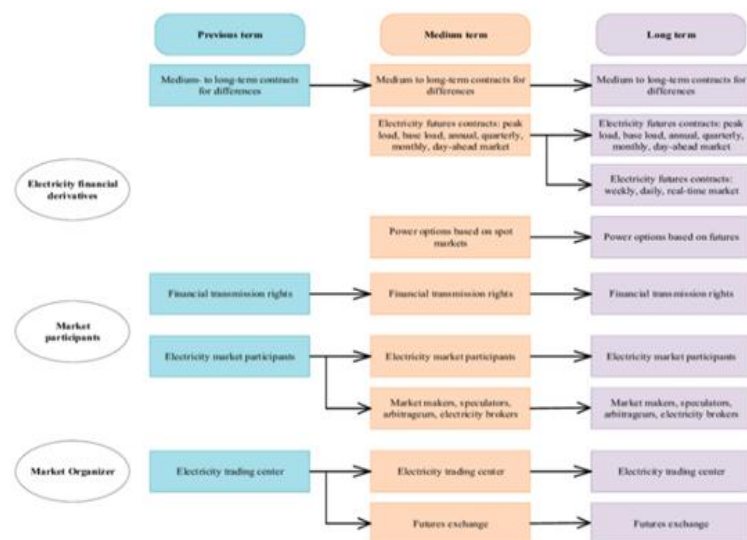 Previous term
Medium term
Long term
Medium- to long-term contracts
for differences
Medium to long-term contracts for
differences
Medium to long-term contracts for
differences
Electricity futures contracts: peak
load, base load, annual, quarterly,
monthly, day-ahead market
Electricity futures contracts: peak
load, base load, annual, quarterly,
monthly, day-ahead market
Electricity financial
derivatives
Electricity futures contracts:
weekly, daily, real-time market
Power options based on spot
markets
Power options based on futures
Financial transmission rights
Financial transmission rights
Financial transmission rights
Market
participants
Electricity market participants
Electricity market participants
Electricity market participants
Market makers, speculators,
arbitrageurs, electricity brokers
Market makers, speculators,
arbitrageurs, electricity brokers
Market Organizer
Electricity trading center
Electricity trading center
Electricity trading center
Futures exchange
Futures exchange